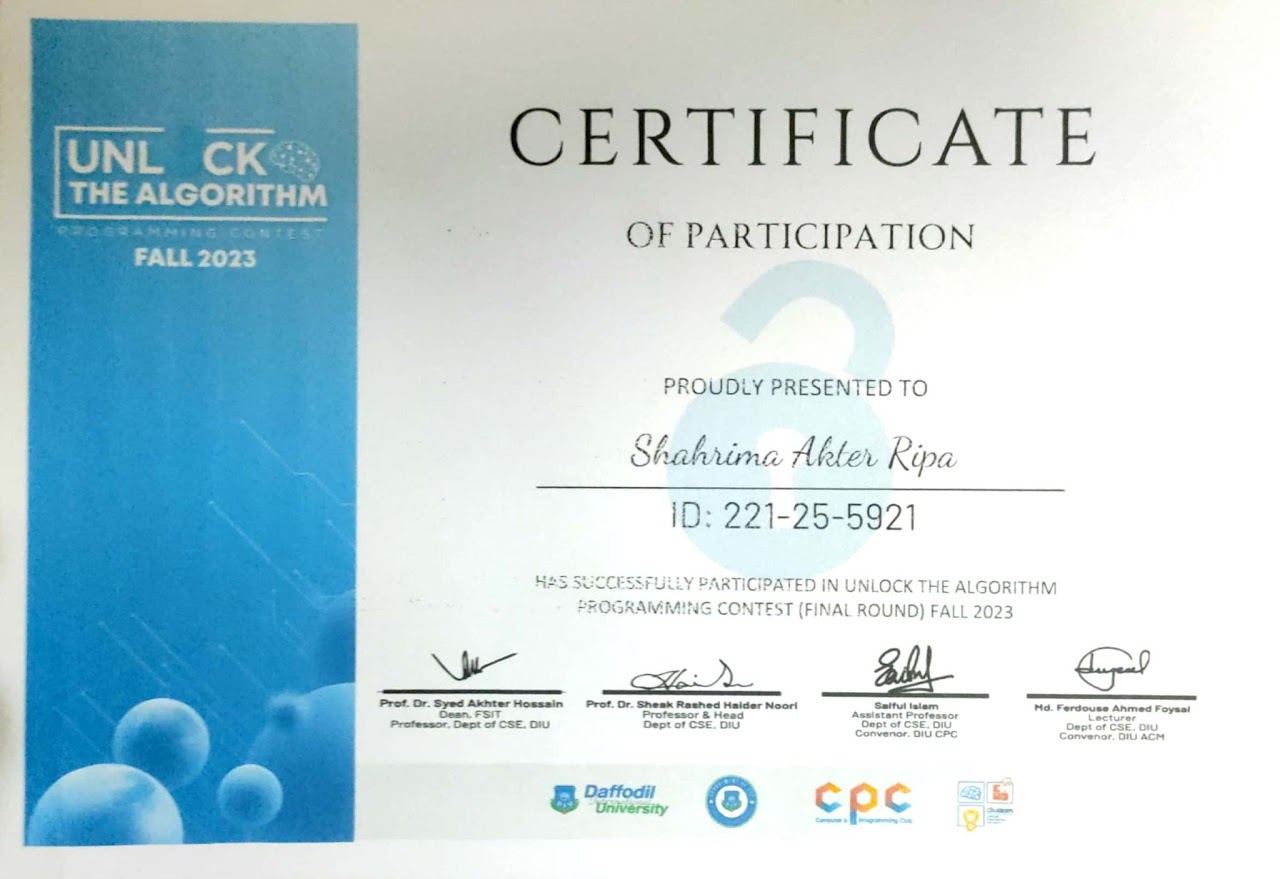 UNL CK
THE ALGORITHM
PROGRAMMING CONTEST
FALL 2023
CERTIFICATE
OF PARTICIPATION
PROUDLY PRESENTED TO
Shahrima Akter Ripa
ID: 221-25-5921
HAS SUCCESSFULLY PARTICIPATED IN UNLOCK THE ALGORITHM
PROGRAMMING CONTEST (FINAL ROUND) FALL 2023
Prof. Dr. Syed Akhter Hossain
Dean, FSIT
Professor, Dept of CSE, DIU
Prof. Dr. Sheak Rashed Haider Noori
Professor & Head
Dept of CSE, DIU
Saiful Islam
Assistant Professor
Dept of CSE, DIU
Convenor, DIU CPC
Md. Ferdouse Ahmed Foysal
Lecturer
Dept of CSE, DIU
Convenor, DIU ACM
Daffodil
International
University
cpc
Computer & Programming Club